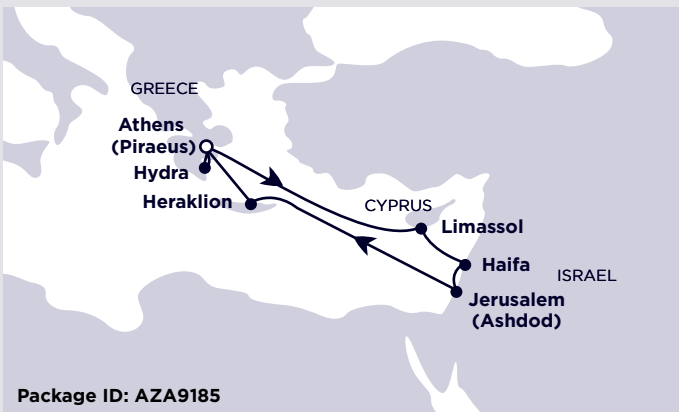 GREECE
Athens
(Piraeus)
Hydra
Heraklion
CYPRUS
Limassol
Haifa
ISRAEL
Jerusalem
(Ashdod)
Package ID: AZA9185